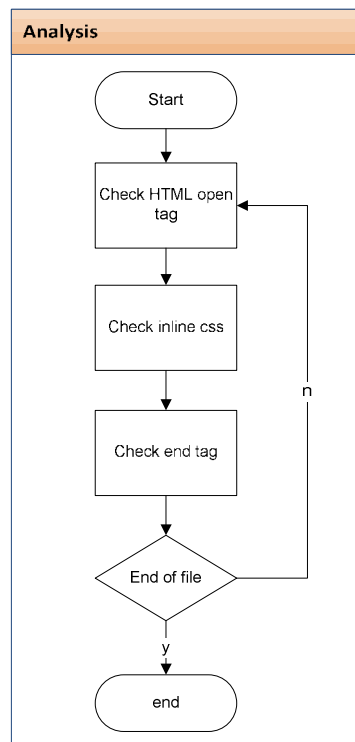 Analysis
Start
Check HTML open
tag
Check inline css
n
Check end tag
End of file
y
end